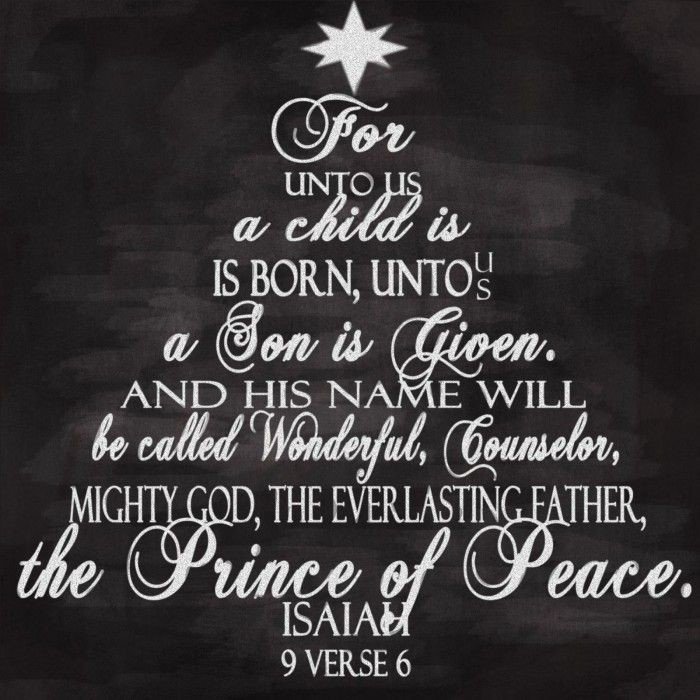 For
UNTO US
a child is
IS BORN, UNTO US
a Son is Given.
AND HIS NAME WILL
be called Wonderful, Counselor,
MIGHTY GOD, THE EVERLASTING FATHER,
the Prince of Peace.
ISAIAH
9 VERSE 6